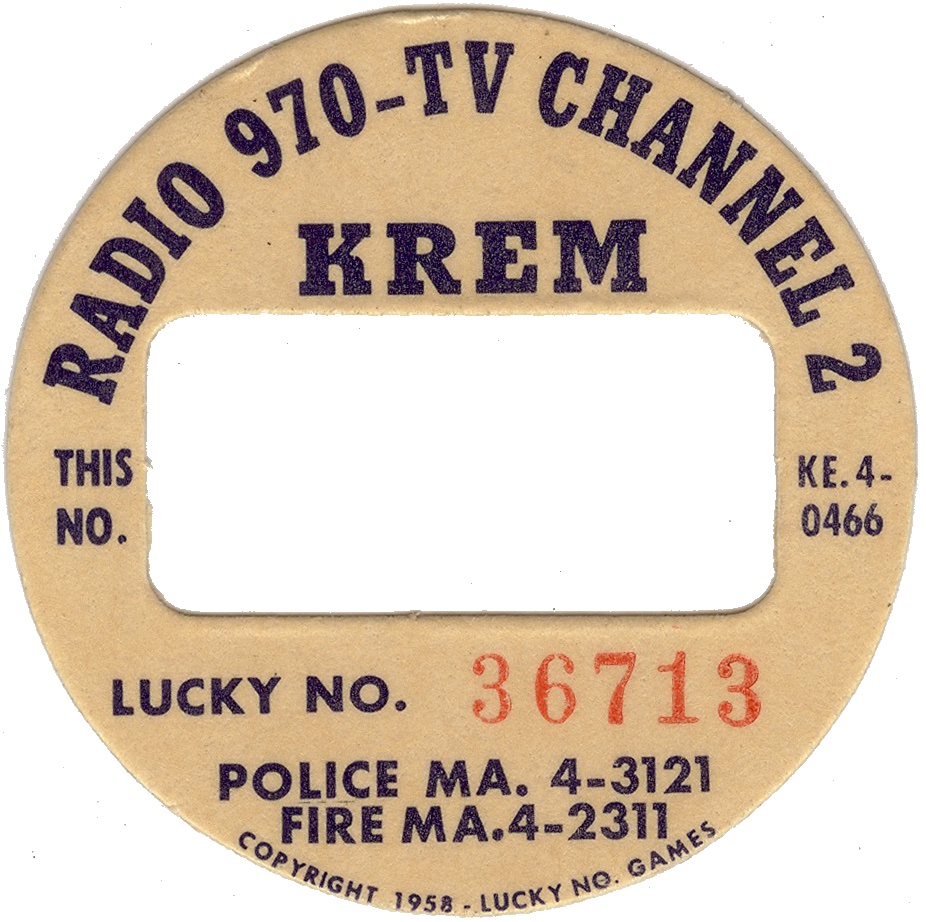 RADIO 970-TV CHANNEL 2
KREM
THIS NO.
KE. 4-0466
LUCKY NO. 36713
POLICE MA. 4-3121
FIRE MA. 4-2311
COPYRIGHT 1958 - LUCKY NO. GAMES